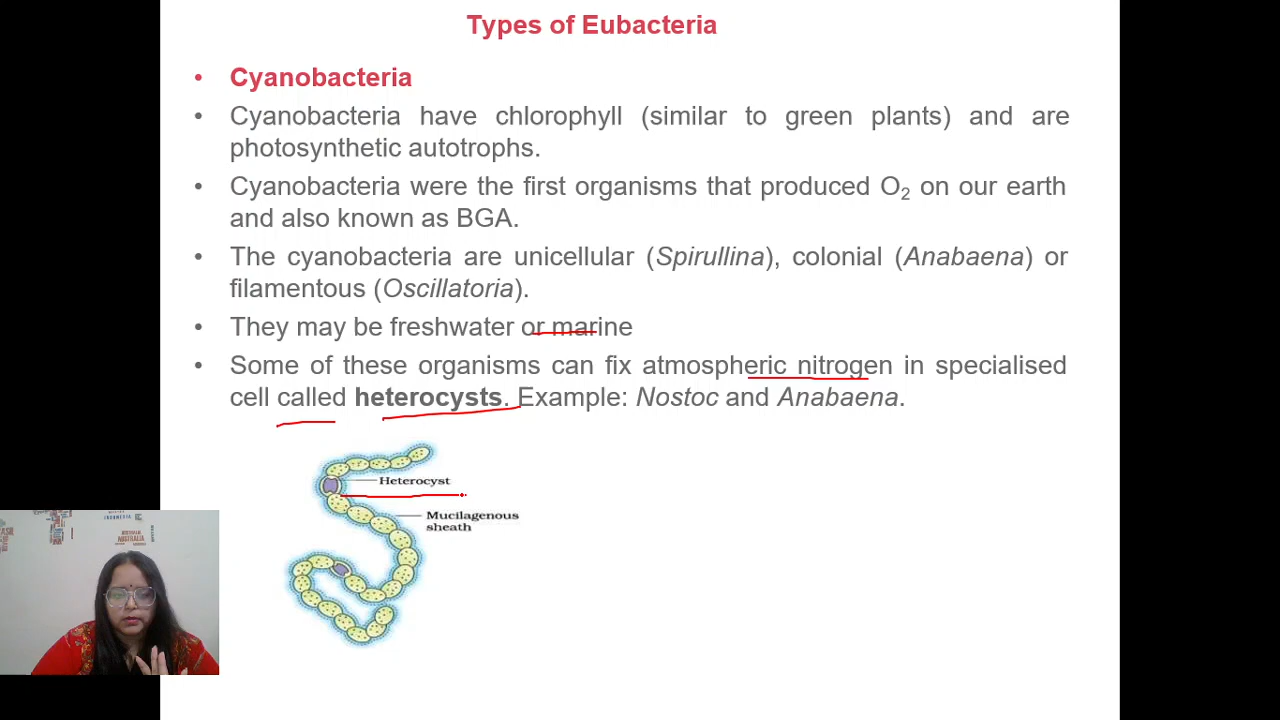 Types of Eubacteria
• Cyanobacteria
• Cyanobacteria have chlorophyll (similar to green plants) and are
photosynthetic autotrophs.
• Cyanobacteria were the first organisms that produced O₂ on our earth
and also known as BGA.
• The cyanobacteria are unicellular (Spirullina), colonial (Anabaena) or
filamentous (Oscillatoria).
• They may be freshwater or marine
• Some of these organisms can fix atmospheric nitrogen in specialised
cell called heterocysts. Example: Nostoc and Anabaena.
Heterocyst
Mucilagenous
sheath
AUSTRALIA